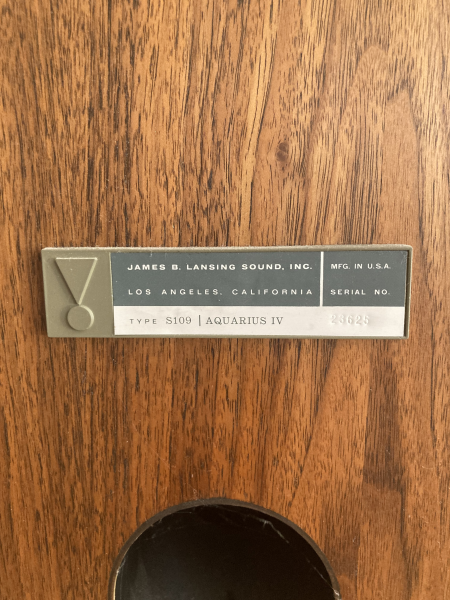 JAMES B. LANSING SOUND, INC. MFG. IN U.S.A.
LOS ANGELES, CALIFORNIA SERIAL NO.
TYPE S109 | AQUARIUS IV 23625